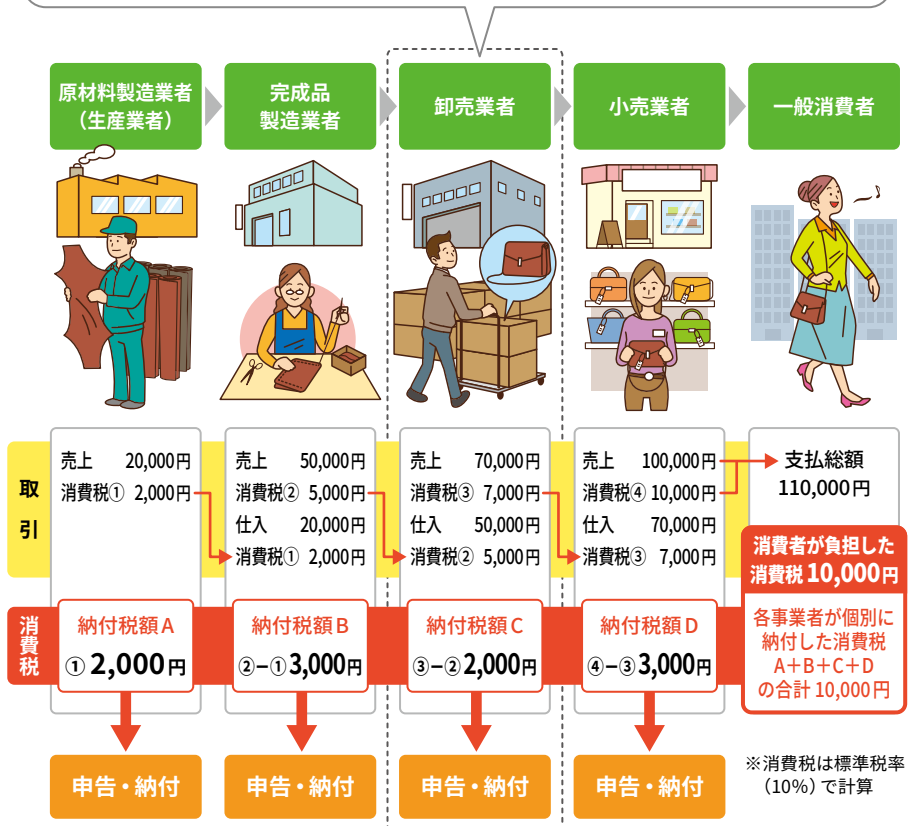 原材料製造業者
（生産業者）
完成品
製造業者
卸売業者
小売業者
一般消費者
取引
売上 20,000円
消費税① 2,000円
売上 50,000円
消費税② 5,000円
仕入 20,000円
消費税① 2,000円
売上 70,000円
消費税③ 7,000円
仕入 50,000円
消費税② 5,000円
売上 100,000円
消費税④ 10,000円
仕入 70,000円
消費税③ 7,000円
支払総額
110,000円
消費税
納付税額A
① 2,000円
納付税額B
②−① 3,000円
納付税額C
③−② 2,000円
納付税額D
④−③ 3,000円
消費者が負担した
消費税 10,000円
各事業者が個別に
納付した消費税
A＋B＋C＋D
の合計 10,000円
申告・納付
申告・納付
申告・納付
申告・納付
※消費税は標準税率
（10%）で計算